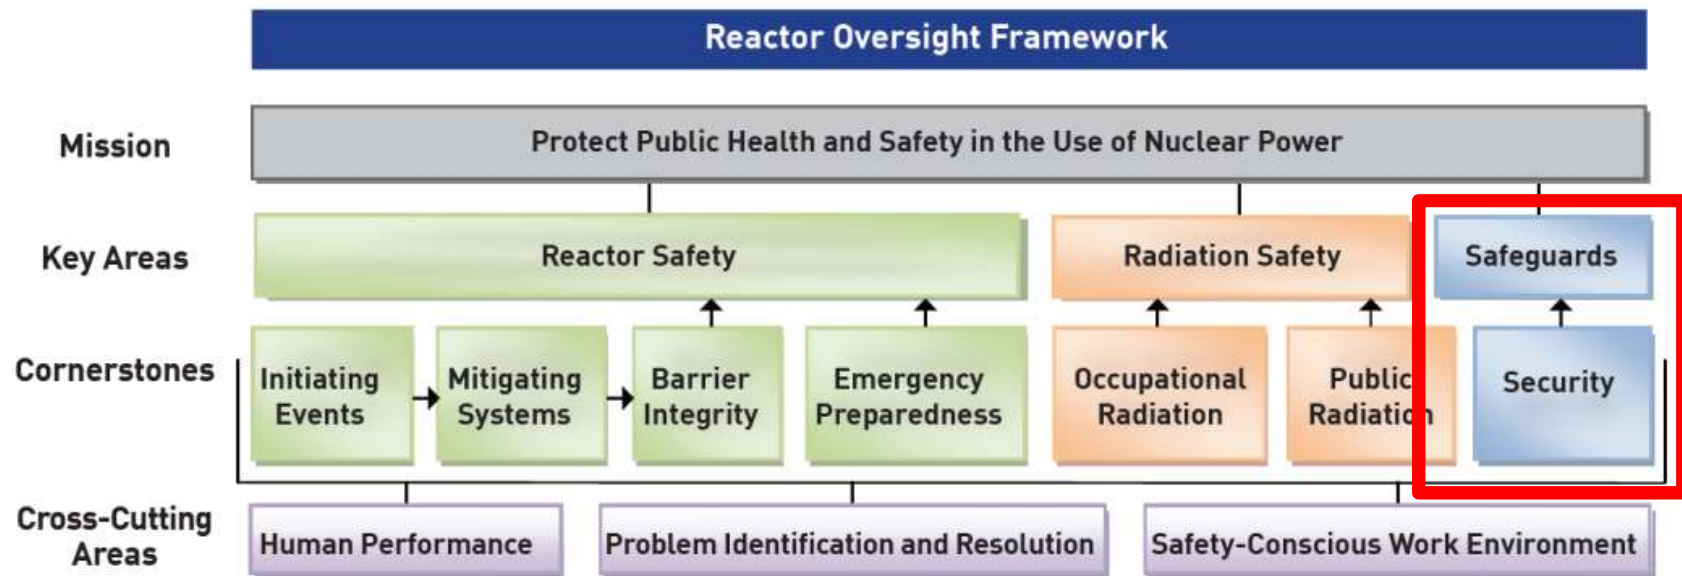 Reactor Oversight Framework
Mission
Protect Public Health and Safety in the Use of Nuclear Power
Key Areas
Reactor Safety
Radiation Safety
Safeguards
Cornerstones
Initiating
Events
Mitigating
Systems
Barrier
Integrity
Emergency
Preparedness
Occupational
Radiation
Public
Radiation
Security
Cross-Cutting
Areas
Human Performance
Problem Identification and Resolution
Safety-Conscious Work Environment